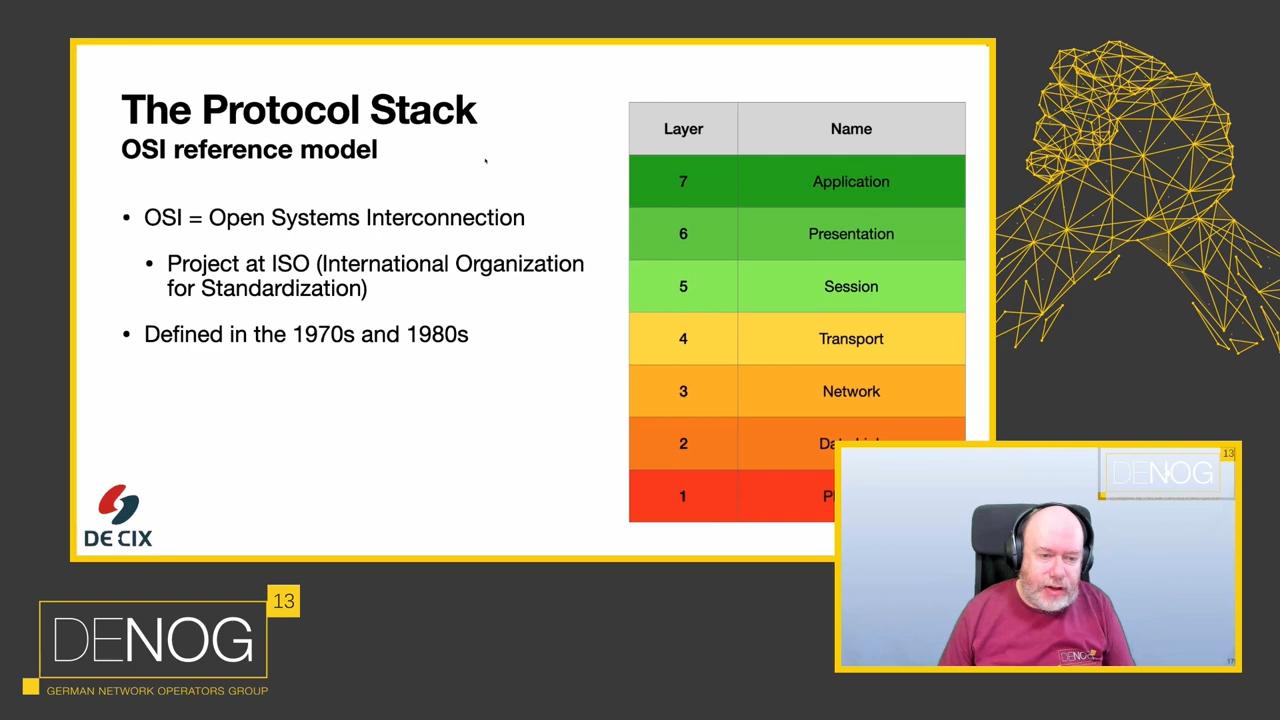 The Protocol Stack
OSI reference model
• OSI = Open Systems Interconnection
• Project at ISO (International Organization
for Standardization)
• Defined in the 1970s and 1980s
Layer Name
7 Application
6 Presentation
5 Session
4 Transport
3 Network
2
1
DE CIX
13
DENOG
DENOG
13
DENOG
GERMAN NETWORK OPERATORS GROUP